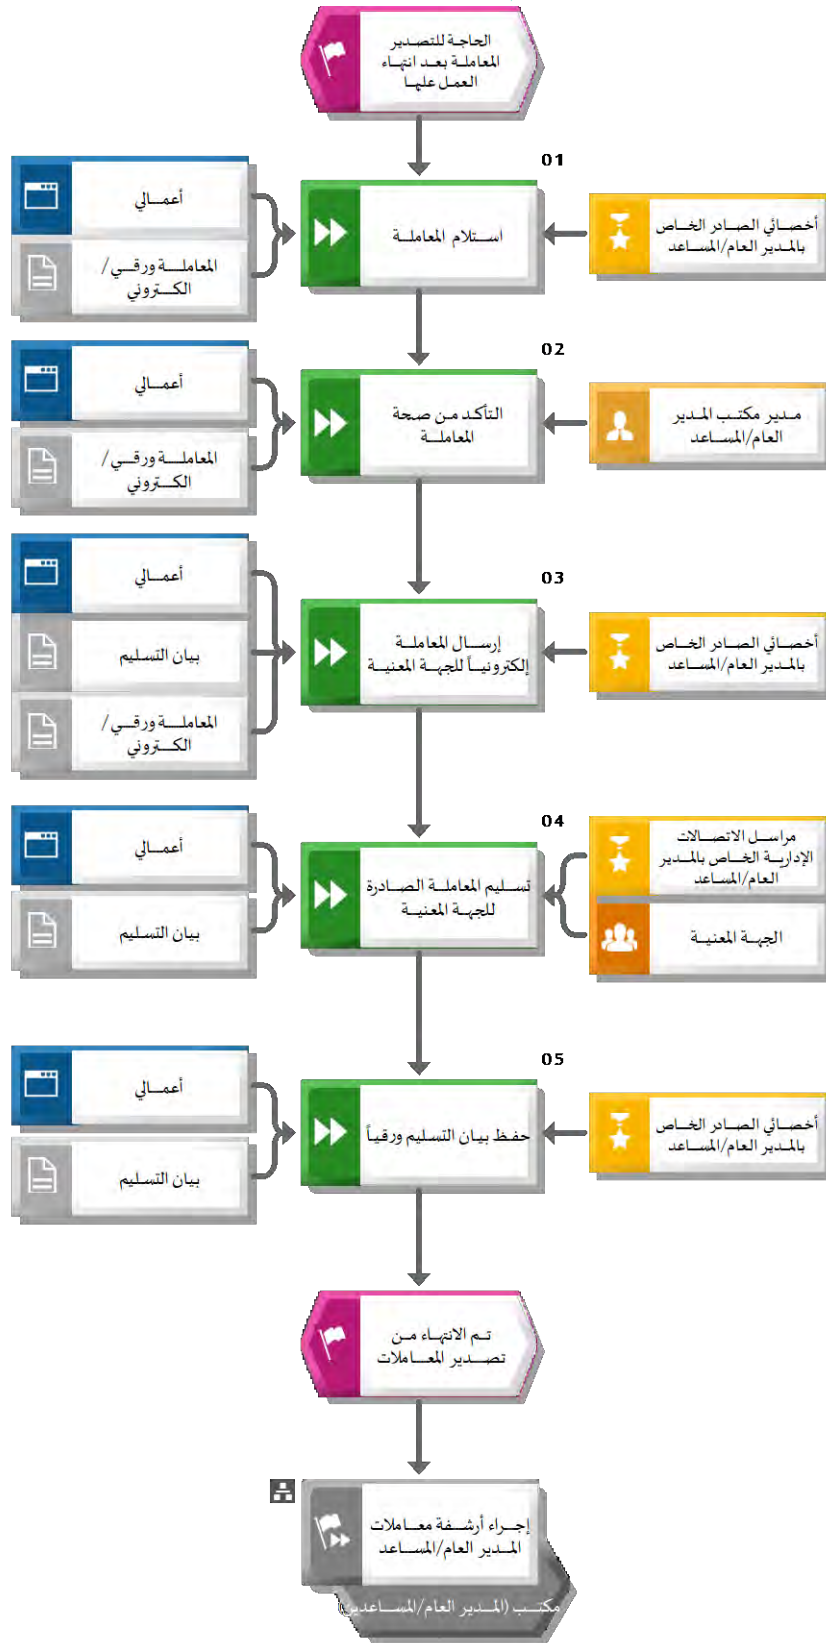 الحاجة للتصدير
المعاملة بعد انتهاء
العمل عليها
01
أخصائي الصادر الخاص
بالمدير العام/المساعد
استلام المعاملة
أعمالي
المعاملة ورقي/
الكتروني
02
مدير مكتب المدير
العام/المساعد
التأكد من صحة
المعاملة
أعمالي
المعاملة ورقي/
الكتروني
03
أخصائي الصادر الخاص
بالمدير العام/المساعد
إرسال المعاملة
إلكترونياً للجهة المعنية
أعمالي
بيان التسليم
المعاملة ورقي/
الكتروني
04
مراسل الاتصالات
الإدارية الخاص بالمدير
العام/المساعد
الجهة المعنية
تسليم المعاملة الصادرة
للجهة المعنية
أعمالي
بيان التسليم
05
أخصائي الصادر الخاص
بالمدير العام/المساعد
حفظ بيان التسليم ورقياً
أعمالي
بيان التسليم
تم الانتهاء من
تصدير المعاملات
إجراء أرشفة معاملات
المدير العام/المساعد
مكتب (المدير العام/المساعدين)